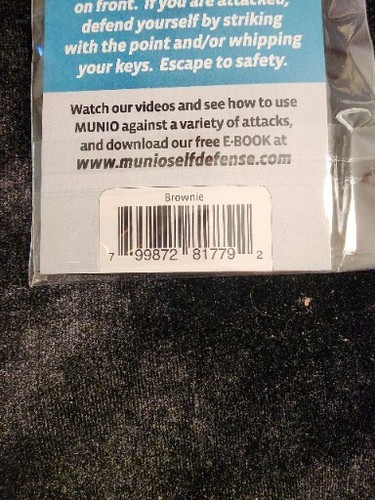 on front. If you are attacked,
defend yourself by striking
with the point and/or whipping
your keys. Escape to safety.
Watch our videos and see how to use
MUNIO against a variety of attacks,
and download our free E-BOOK at
www.munioselfdefense.com
Brownie
7 99872 81779 2